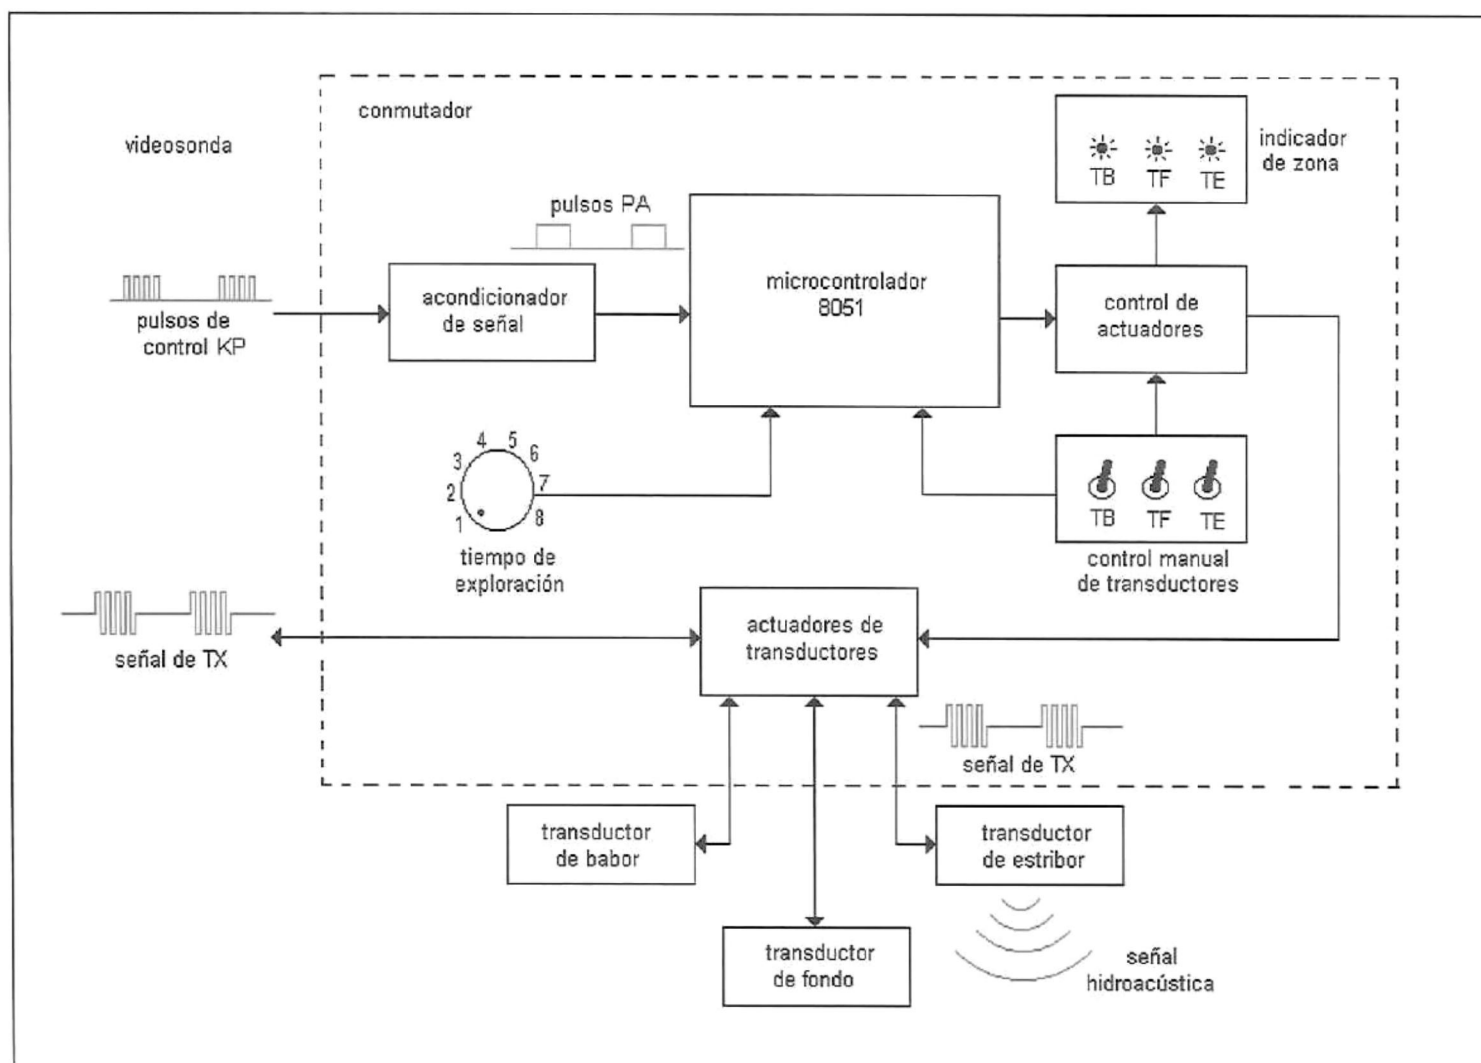 conmutador
videosonda
indicador
de zona
TB TF TE
pulsos PA
microcontrolador
8051
acondicionador
de señal
control de
actuadores
pulsos de
control KP
1 2 3 4 5 6 7 8
tiempo de
exploración
TB TF TE
control manual
de transductores
actuadores de
transductores
señal de TX
señal de TX
transductor
de babor
transductor
de estribor
transductor
de fondo
señal
hidroacústica